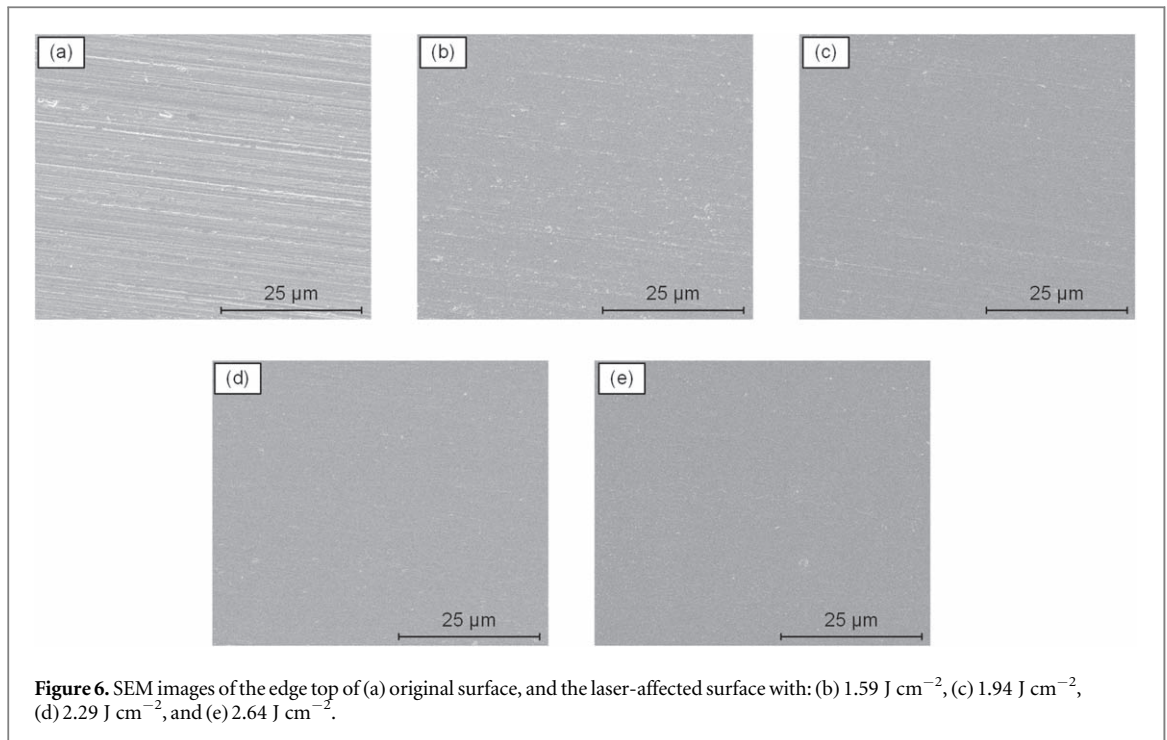 (a)
(b)
(c)
25 μm
25 μm
25 μm
(d)
(e)
25 μm
25 μm
Figure 6. SEM images of the edge top of (a) original surface, and the laser-affected surface with: (b) 1.59 J cm⁻², (c) 1.94 J cm⁻²,
(d) 2.29 J cm⁻², and (e) 2.64 J cm⁻².